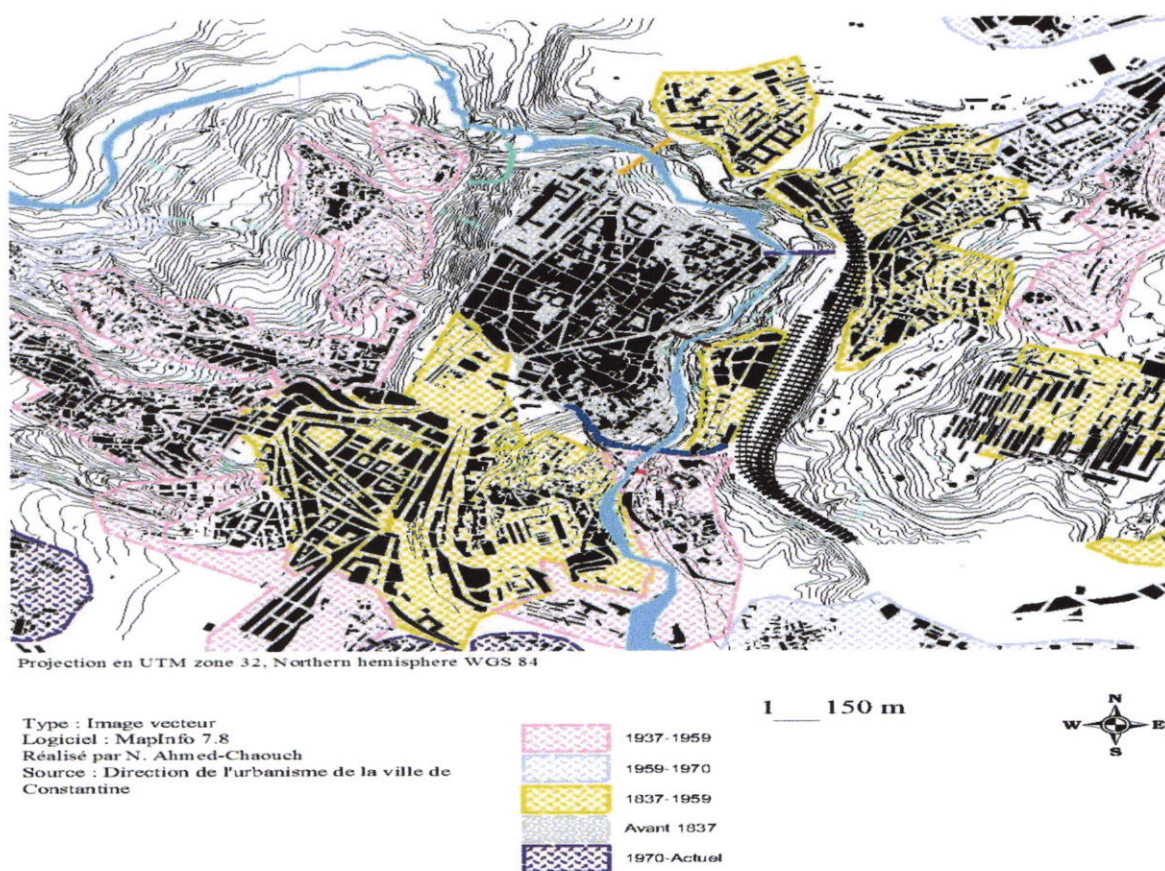 Projection en UTM zone 32, Northern hemisphere WGS 84
Type : Image vecteur
Logiciel : MapInfo 7.8
Réalisé par N. Ahmed-Chaouch
Source : Direction de l'urbanisme de la ville de
Constantine
1___150 m
N
W E
S
1937-1959
1959-1970
1837-1959
Avant 1837
1970-Actuel